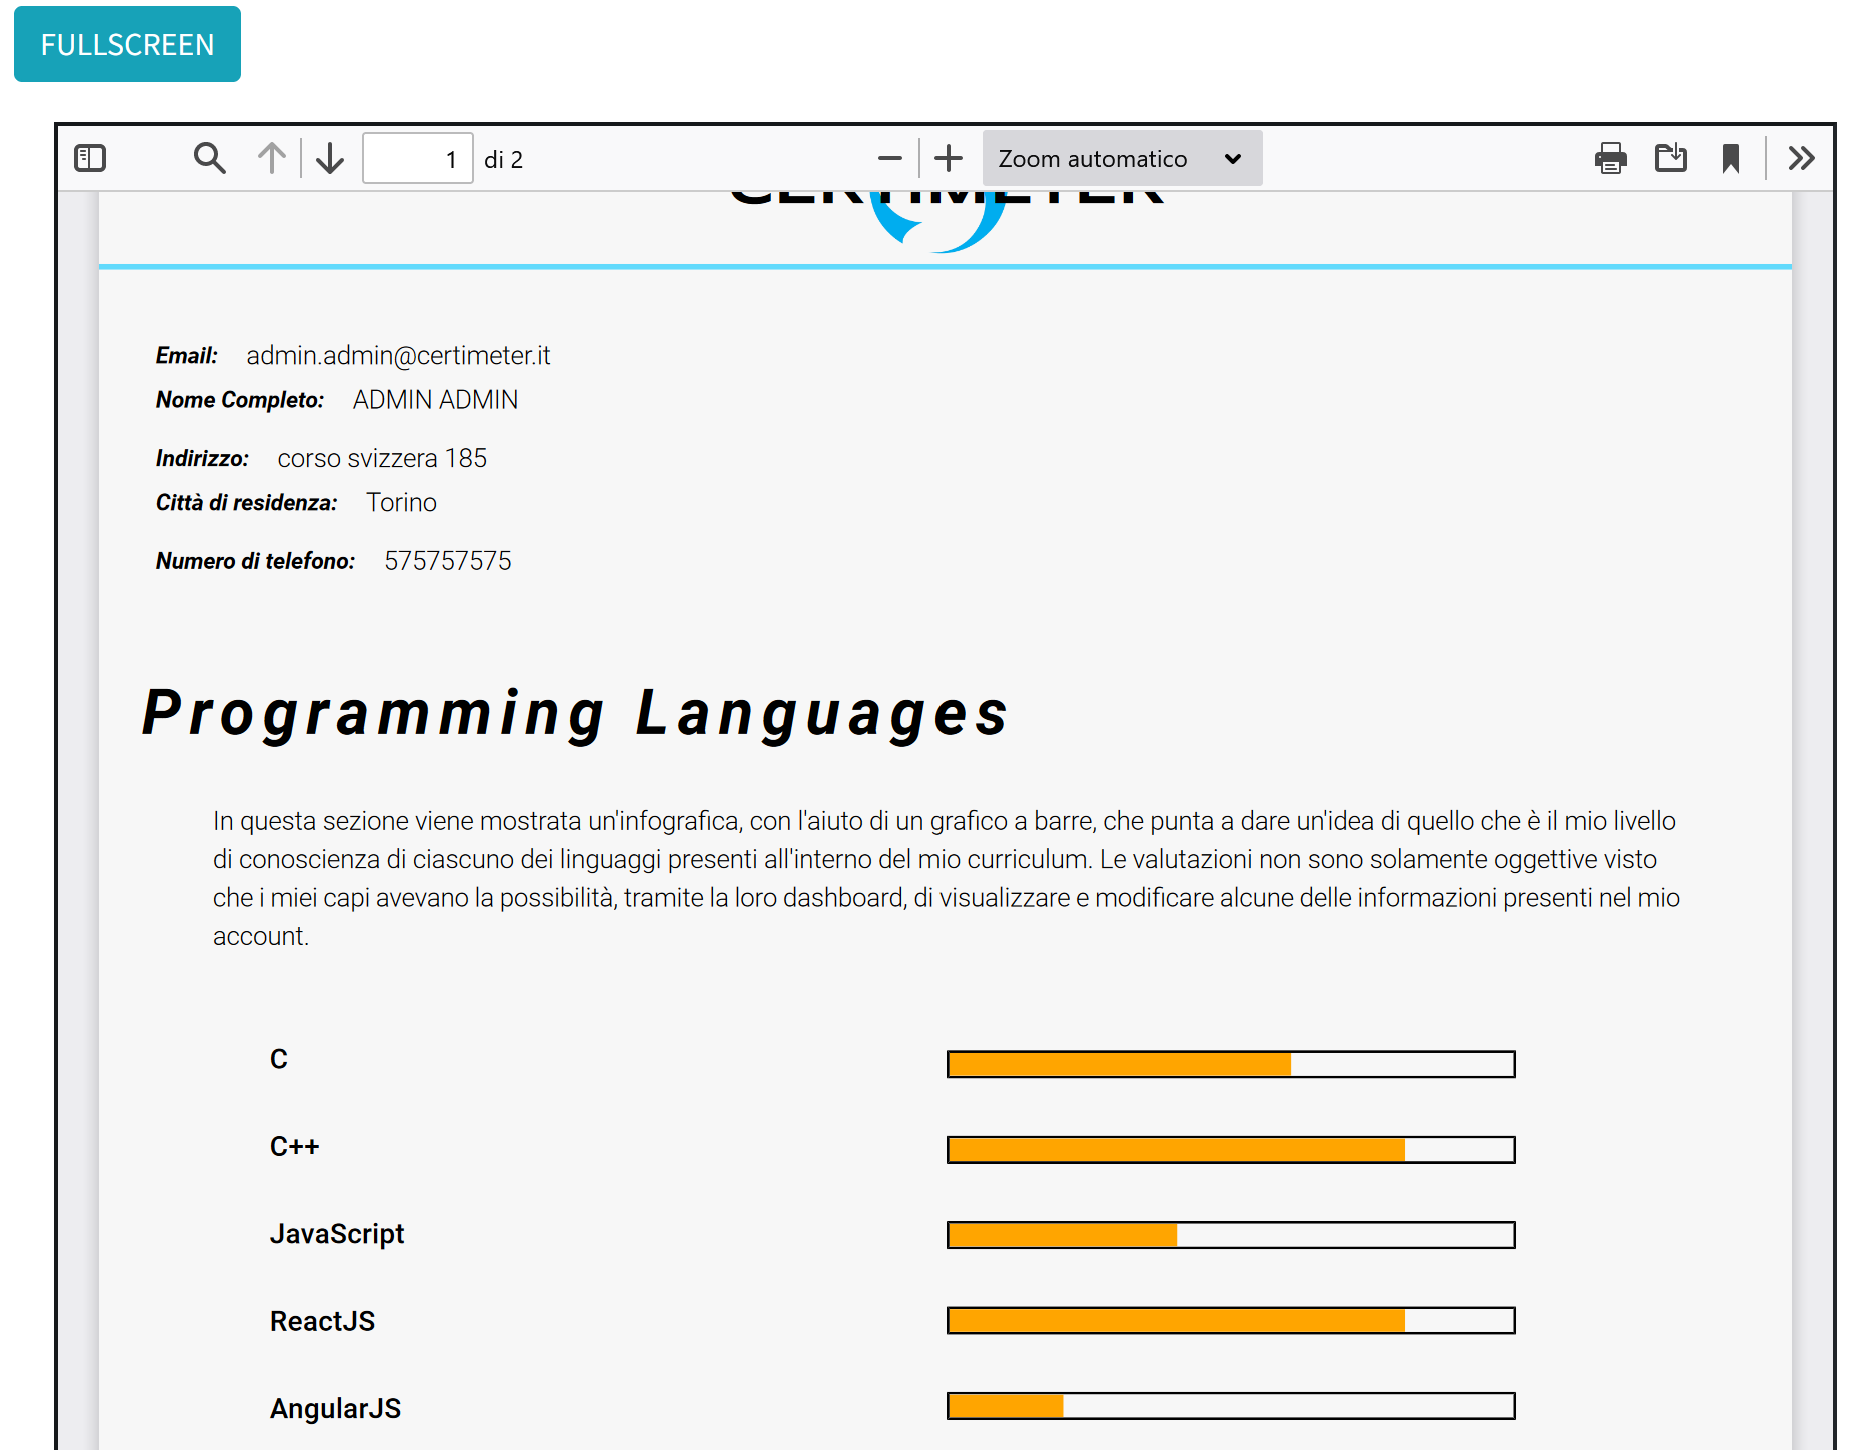 FULLSCREEN
1 di 2
Zoom automatico
CERTIMETER
Email: admin.admin@certimeter.it
Nome Completo: ADMIN ADMIN
Indirizzo: corso svizzera 185
Città di residenza: Torino
Numero di telefono: 575757575
Programming Languages
In questa sezione viene mostrata un'infografica, con l'aiuto di un grafico a barre, che punta a dare un'idea di quello che è il mio livello
di conoscienza di ciascuno dei linguaggi presenti all'interno del mio curriculum. Le valutazioni non sono solamente oggettive visto
che i miei capi avevano la possibilità, tramite la loro dashboard, di visualizzare e modificare alcune delle informazioni presenti nel mio
account.
C
C++
JavaScript
ReactJS
AngularJS